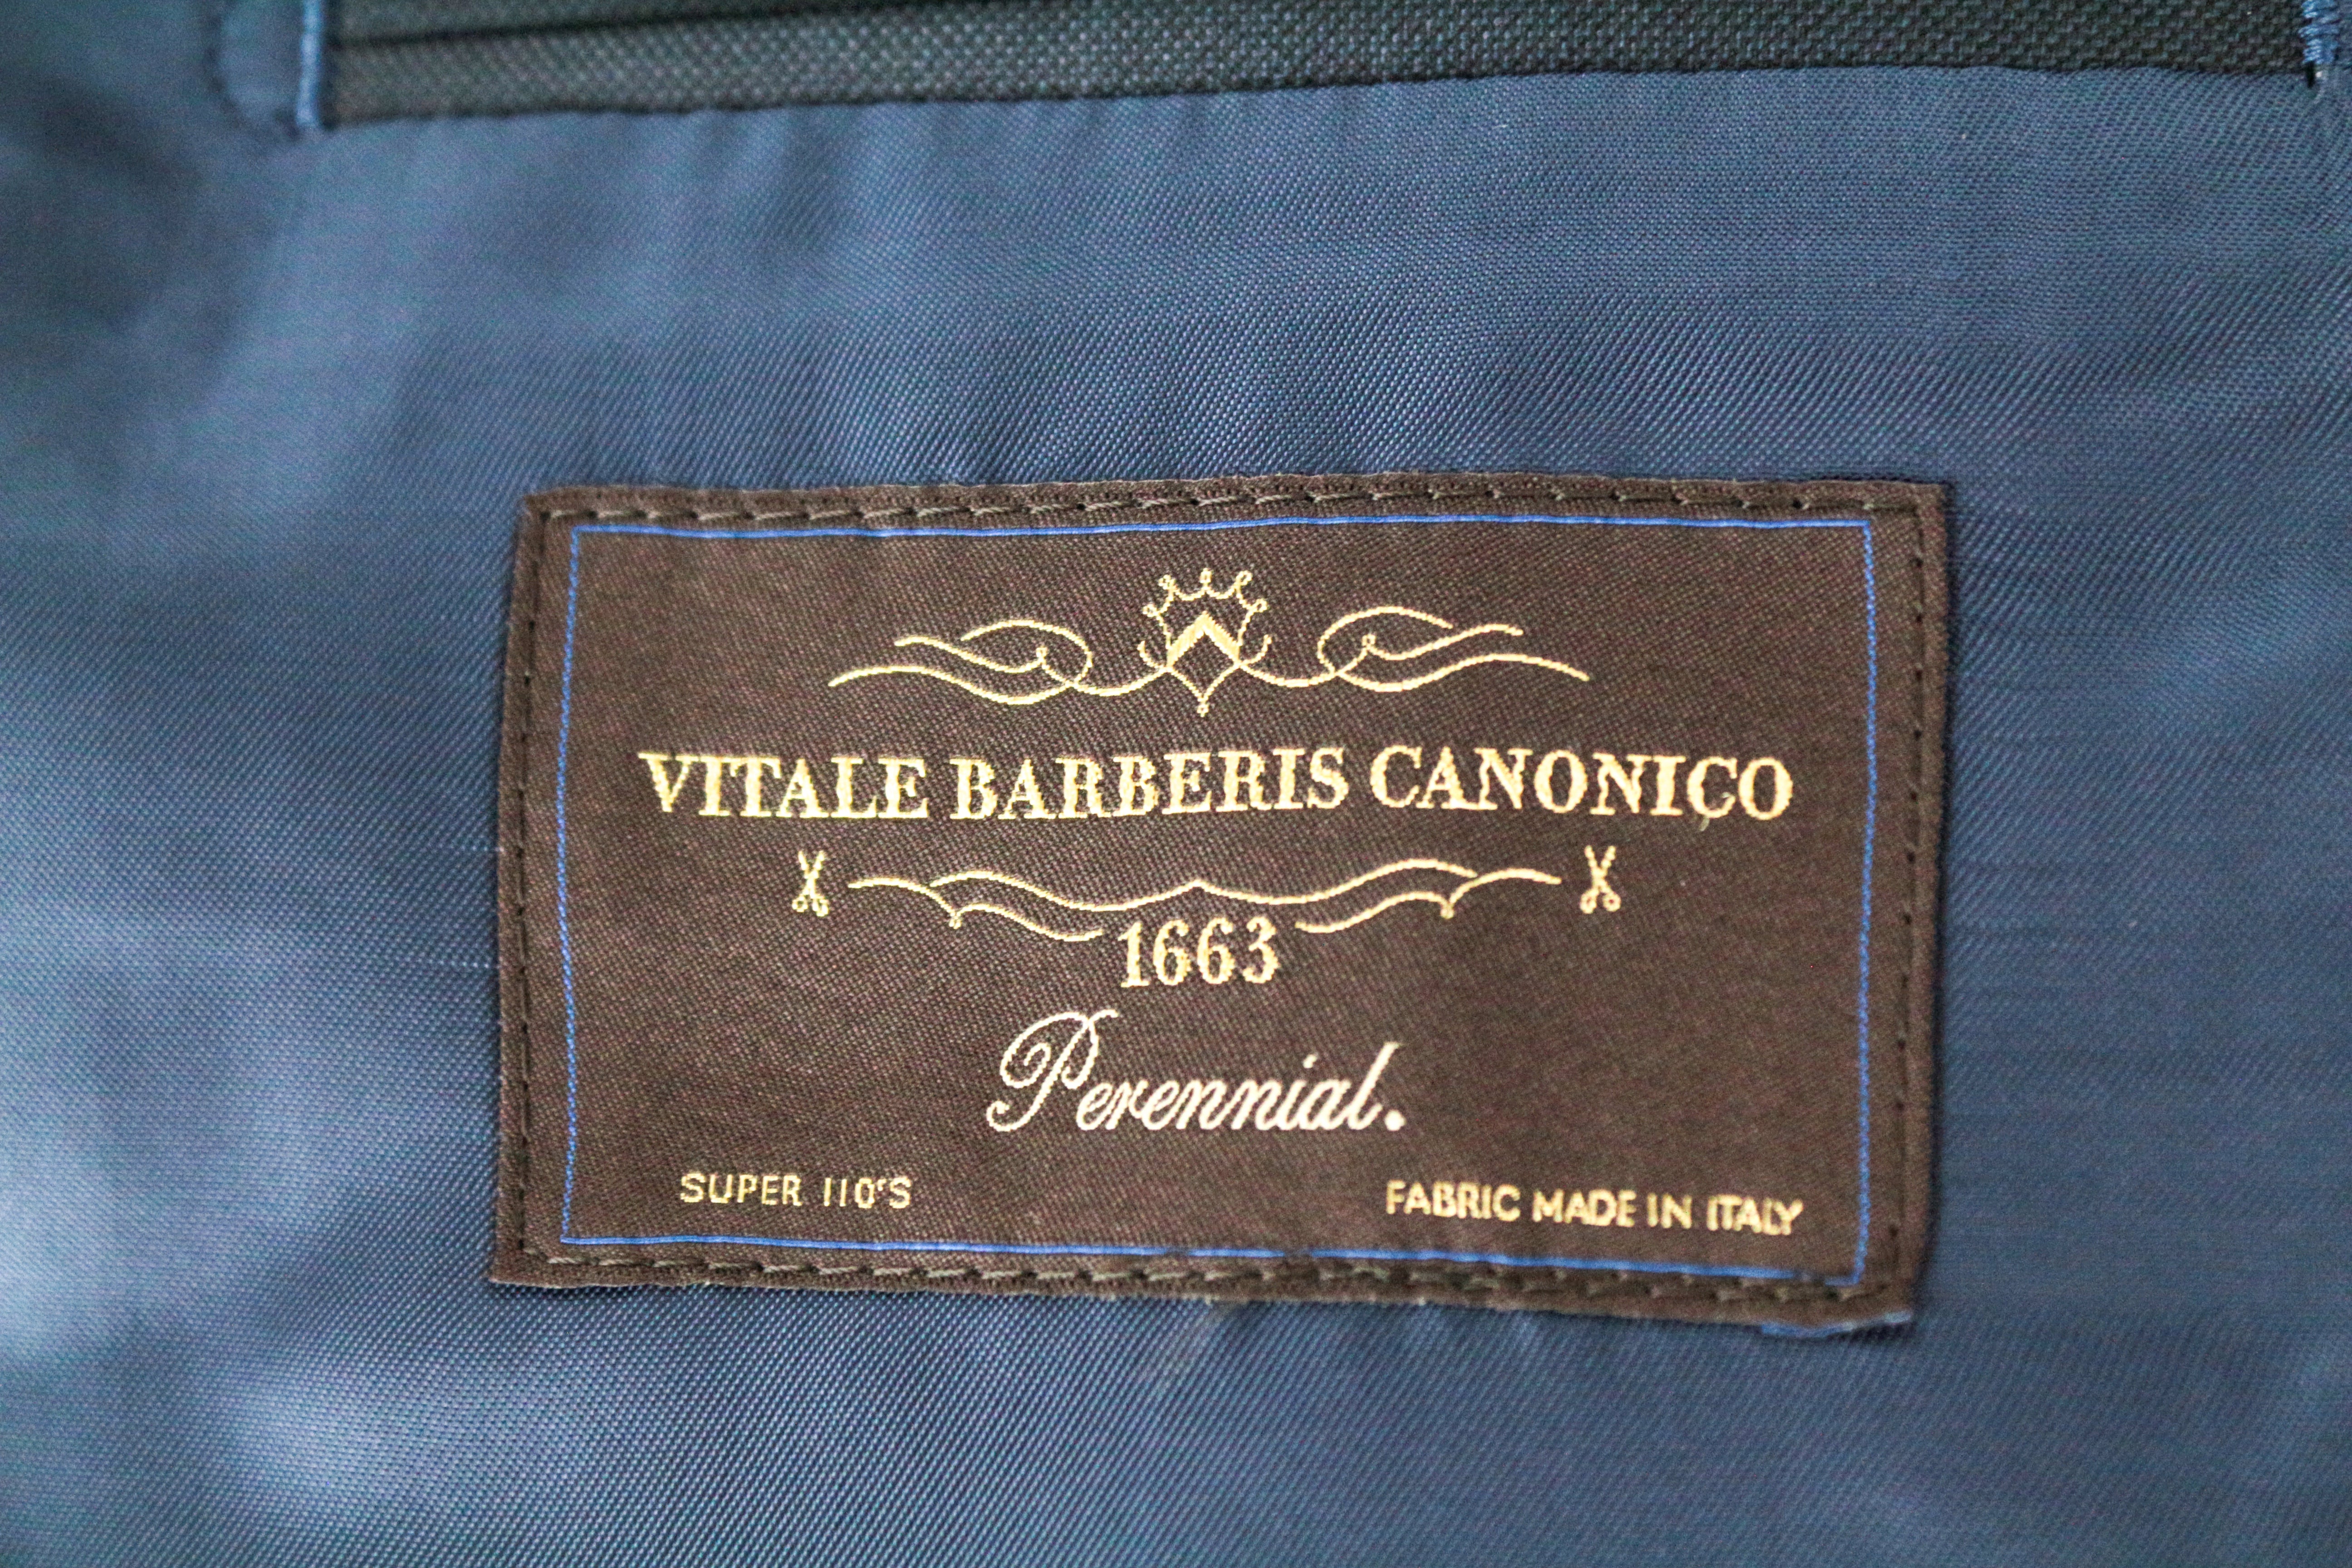 VITALE BARBERIS CANONICO
1663
Perennial.
SUPER 110'S
FABRIC MADE IN ITALY